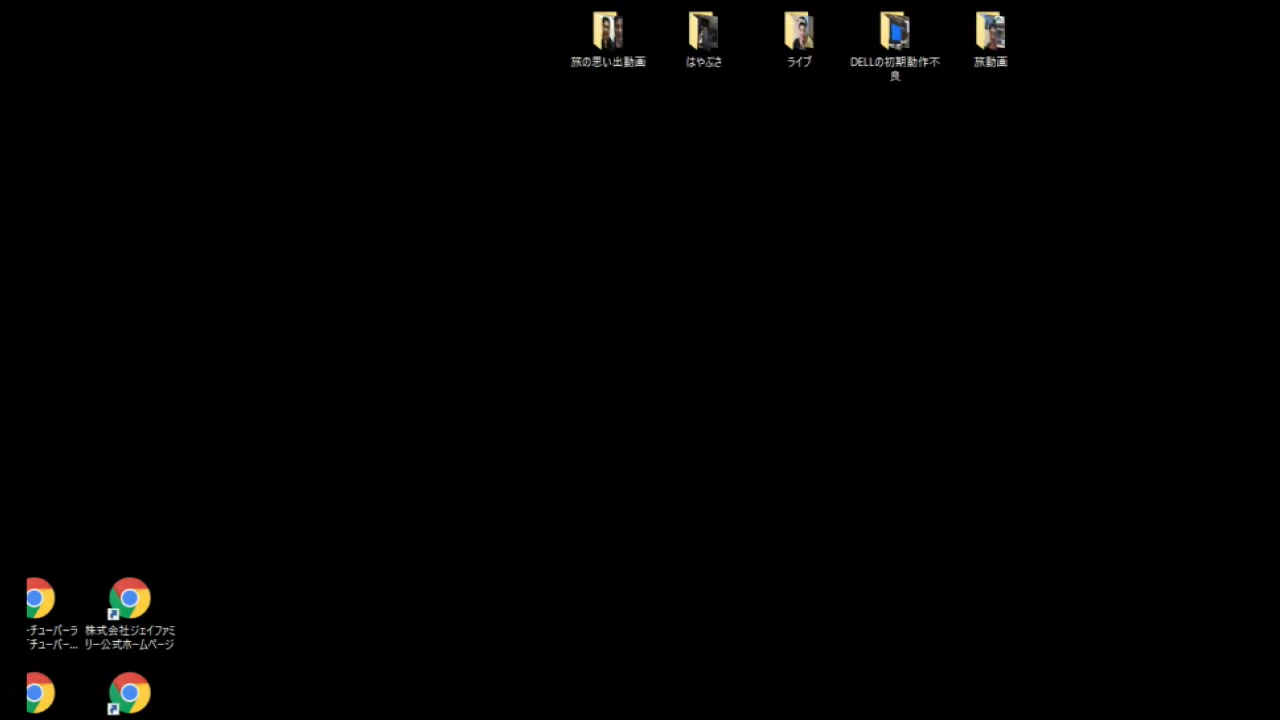 旅の思い出動画
はやぶさ
ライブ
DELLの初期動作不
良
旅動画
チューバーラ
チューバー...
株式会社ジェイファミ
リー公式ホームページ